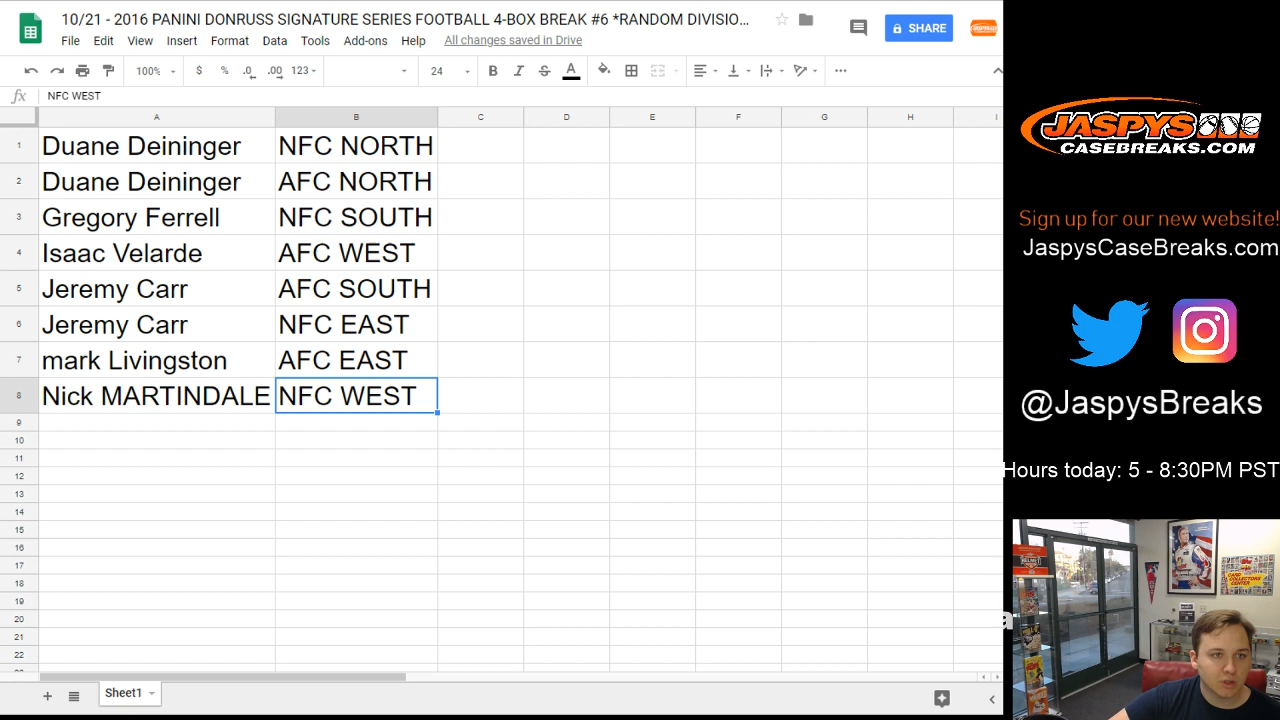 10/21 - 2016 PANINI DONRUSS SIGNATURE SERIES FOOTBALL 4-BOX BREAK #6 *RANDOM DIVISIO...
SHARE
File Edit View Insert Format Data Tools Add-ons Help All changes saved in Drive
100% $ % .0 .00 123 24 B I S A
fx NFC WEST
A B C D E F G H I
1 Duane Deininger NFC NORTH
2 Duane Deininger AFC NORTH
3 Gregory Ferrell NFC SOUTH
4 Isaac Velarde AFC WEST
5 Jeremy Carr AFC SOUTH
6 Jeremy Carr NFC EAST
7 mark Livingston AFC EAST
8 Nick MARTINDALE NFC WEST
9
10
11
12
13
14
15
16
17
18
19
20
21
22
Sheet1
JASPYS
CASEBREAKS.COM
Sign up for our new website!
JaspysCaseBreaks.com
@JaspysBreaks
Hours today: 5 - 8:30PM PST
CARD
COLLECTORS
CENTER